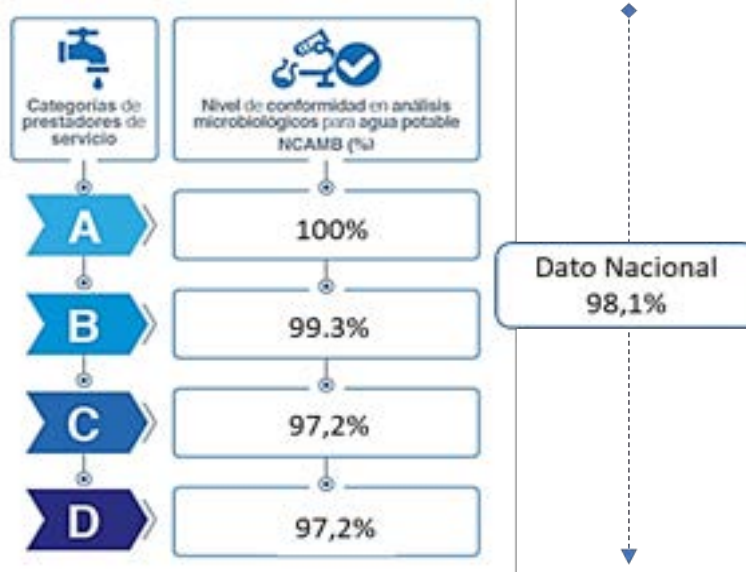 Categorías de
prestadores de
servicio
Nivel de conformidad en análisis
microbiológicos para agua potable
NCAMB (%)
A
100%
B
99.3%
C
97,2%
D
97,2%
Dato Nacional
98,1%